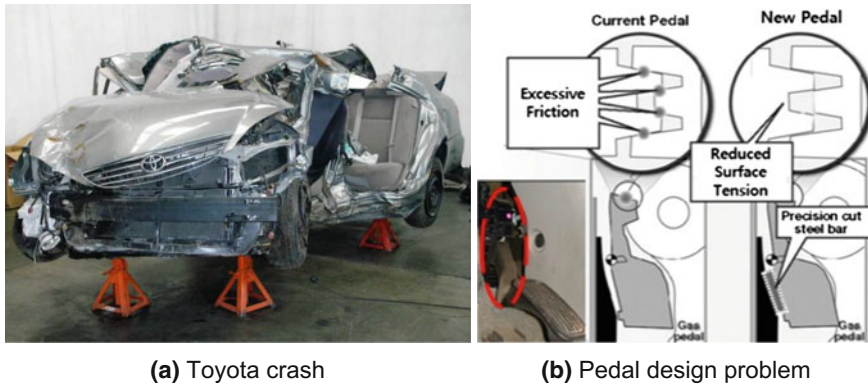 Current Pedal
New Pedal
Excessive
Friction
Reduced
Surface
Tension
Precision cut
steel bar
Gas
pedal
Gas
pedal
(a) Toyota crash
(b) Pedal design problem